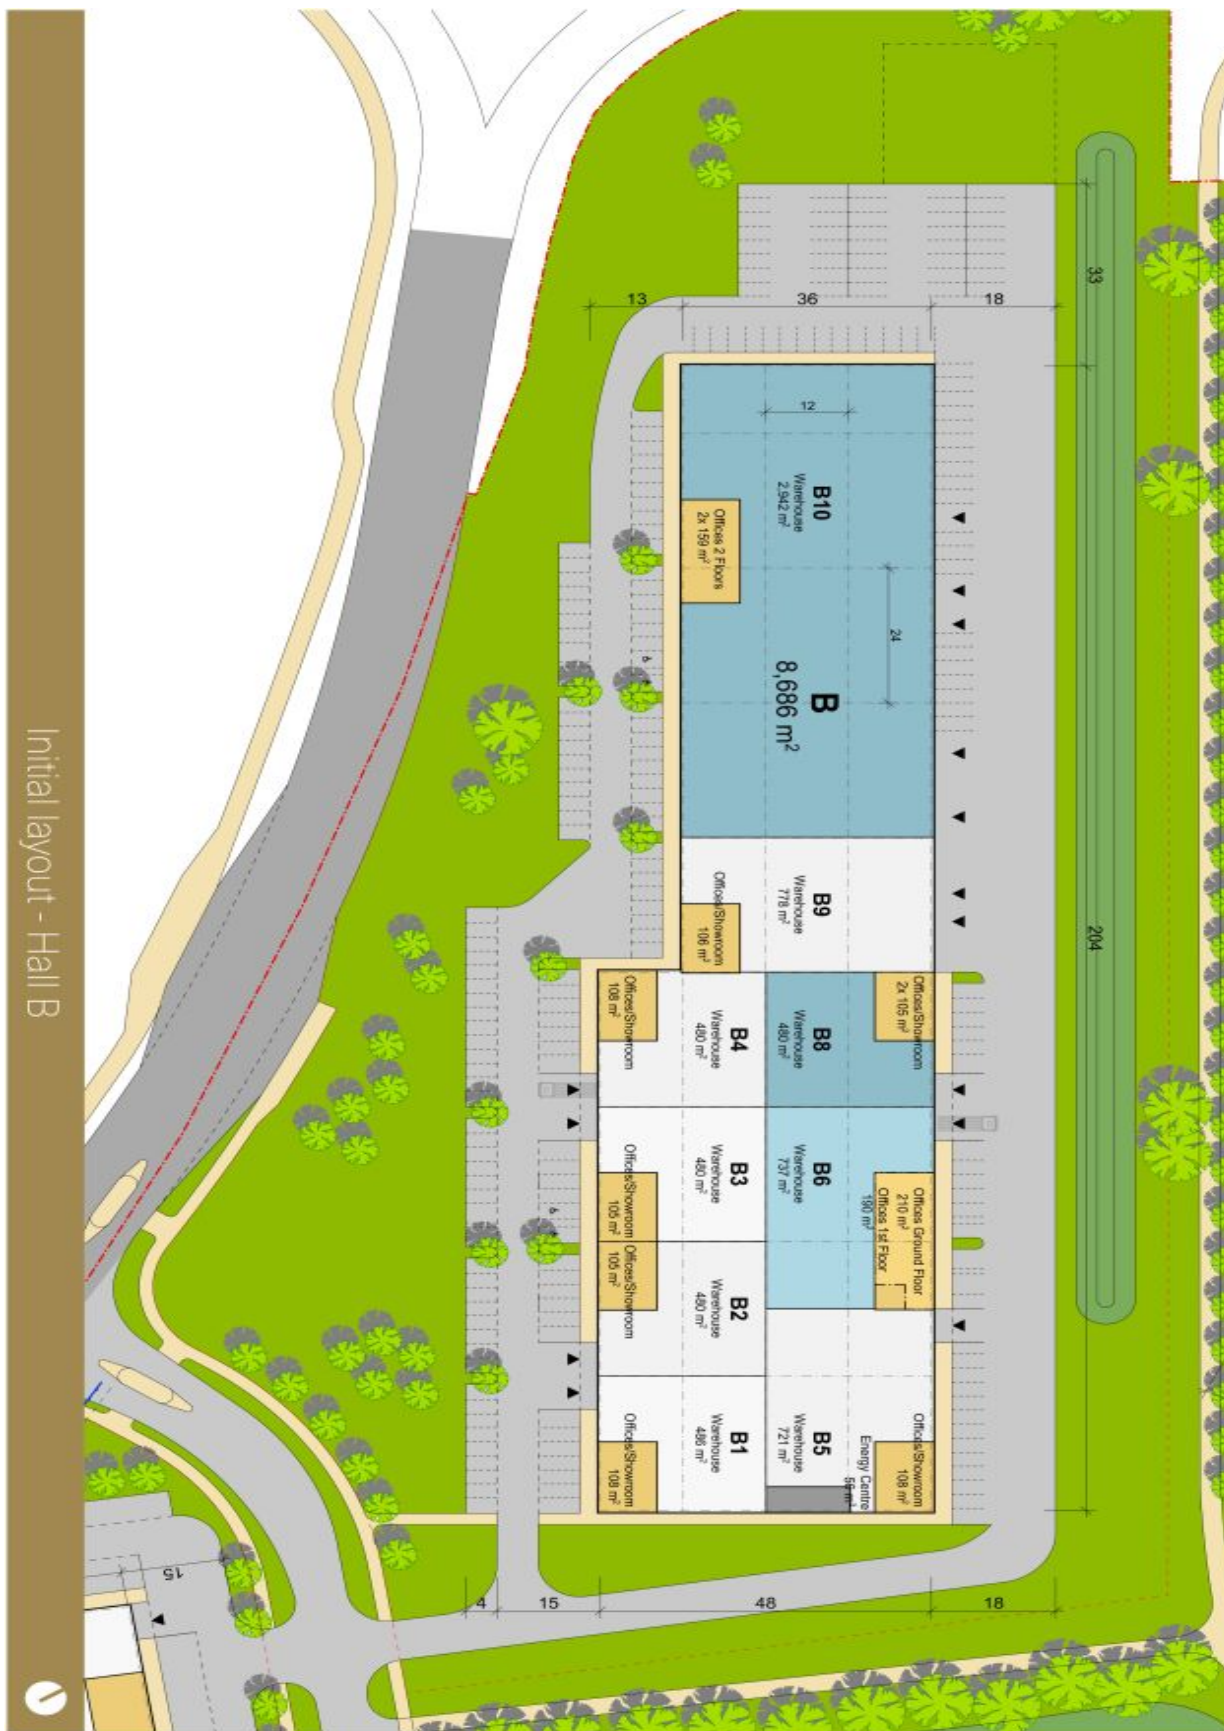 Initial layout - Hall B
33
204
13
36
18
12
24
B10
Warehouse
2,942 m²
Offices 2 Floors
2x 159 m²
B
8,686 m²
6
B9
Warehouse
778 m²
Offices/Showroom
106 m²
B4
Warehouse
480 m²
Offices/Showroom
108 m²
B8
Warehouse
480 m²
Offices/Showroom
2x 105 m²
B3
Warehouse
480 m²
Offices/Showroom
105 m²
B6
Warehouse
737 m²
Offices Ground Floor
210 m²
Offices 1st Floor
190 m²
6
B2
Warehouse
480 m²
Offices/Showroom
105 m²
B1
Warehouse
486 m²
Offices/Showroom
108 m²
B5
Warehouse
721 m²
Energy Centre
Offices/Showroom
108 m²
4
15
48
18
15